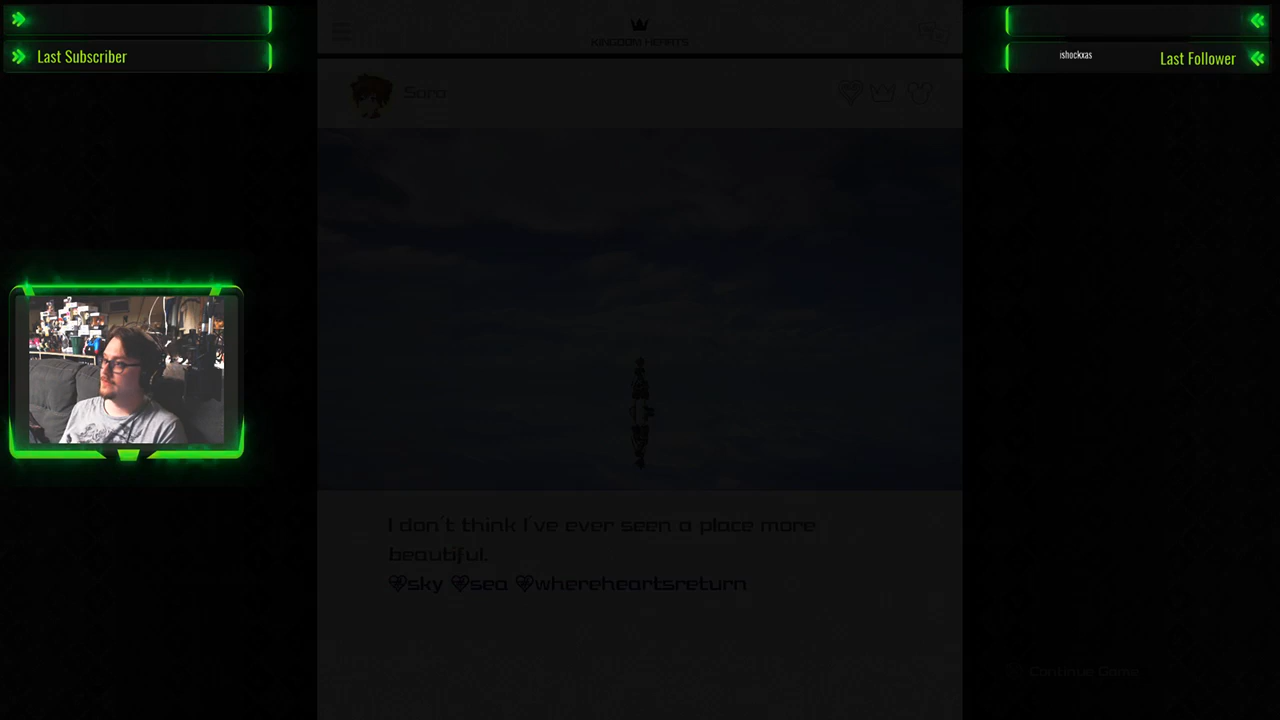 Last Subscriber
KINGDOM HEARTS
ishockxas
Last Follower
Sora
I don't think I've ever seen a place more
beautiful.
sky sea whereheartsreturn
Continue Game